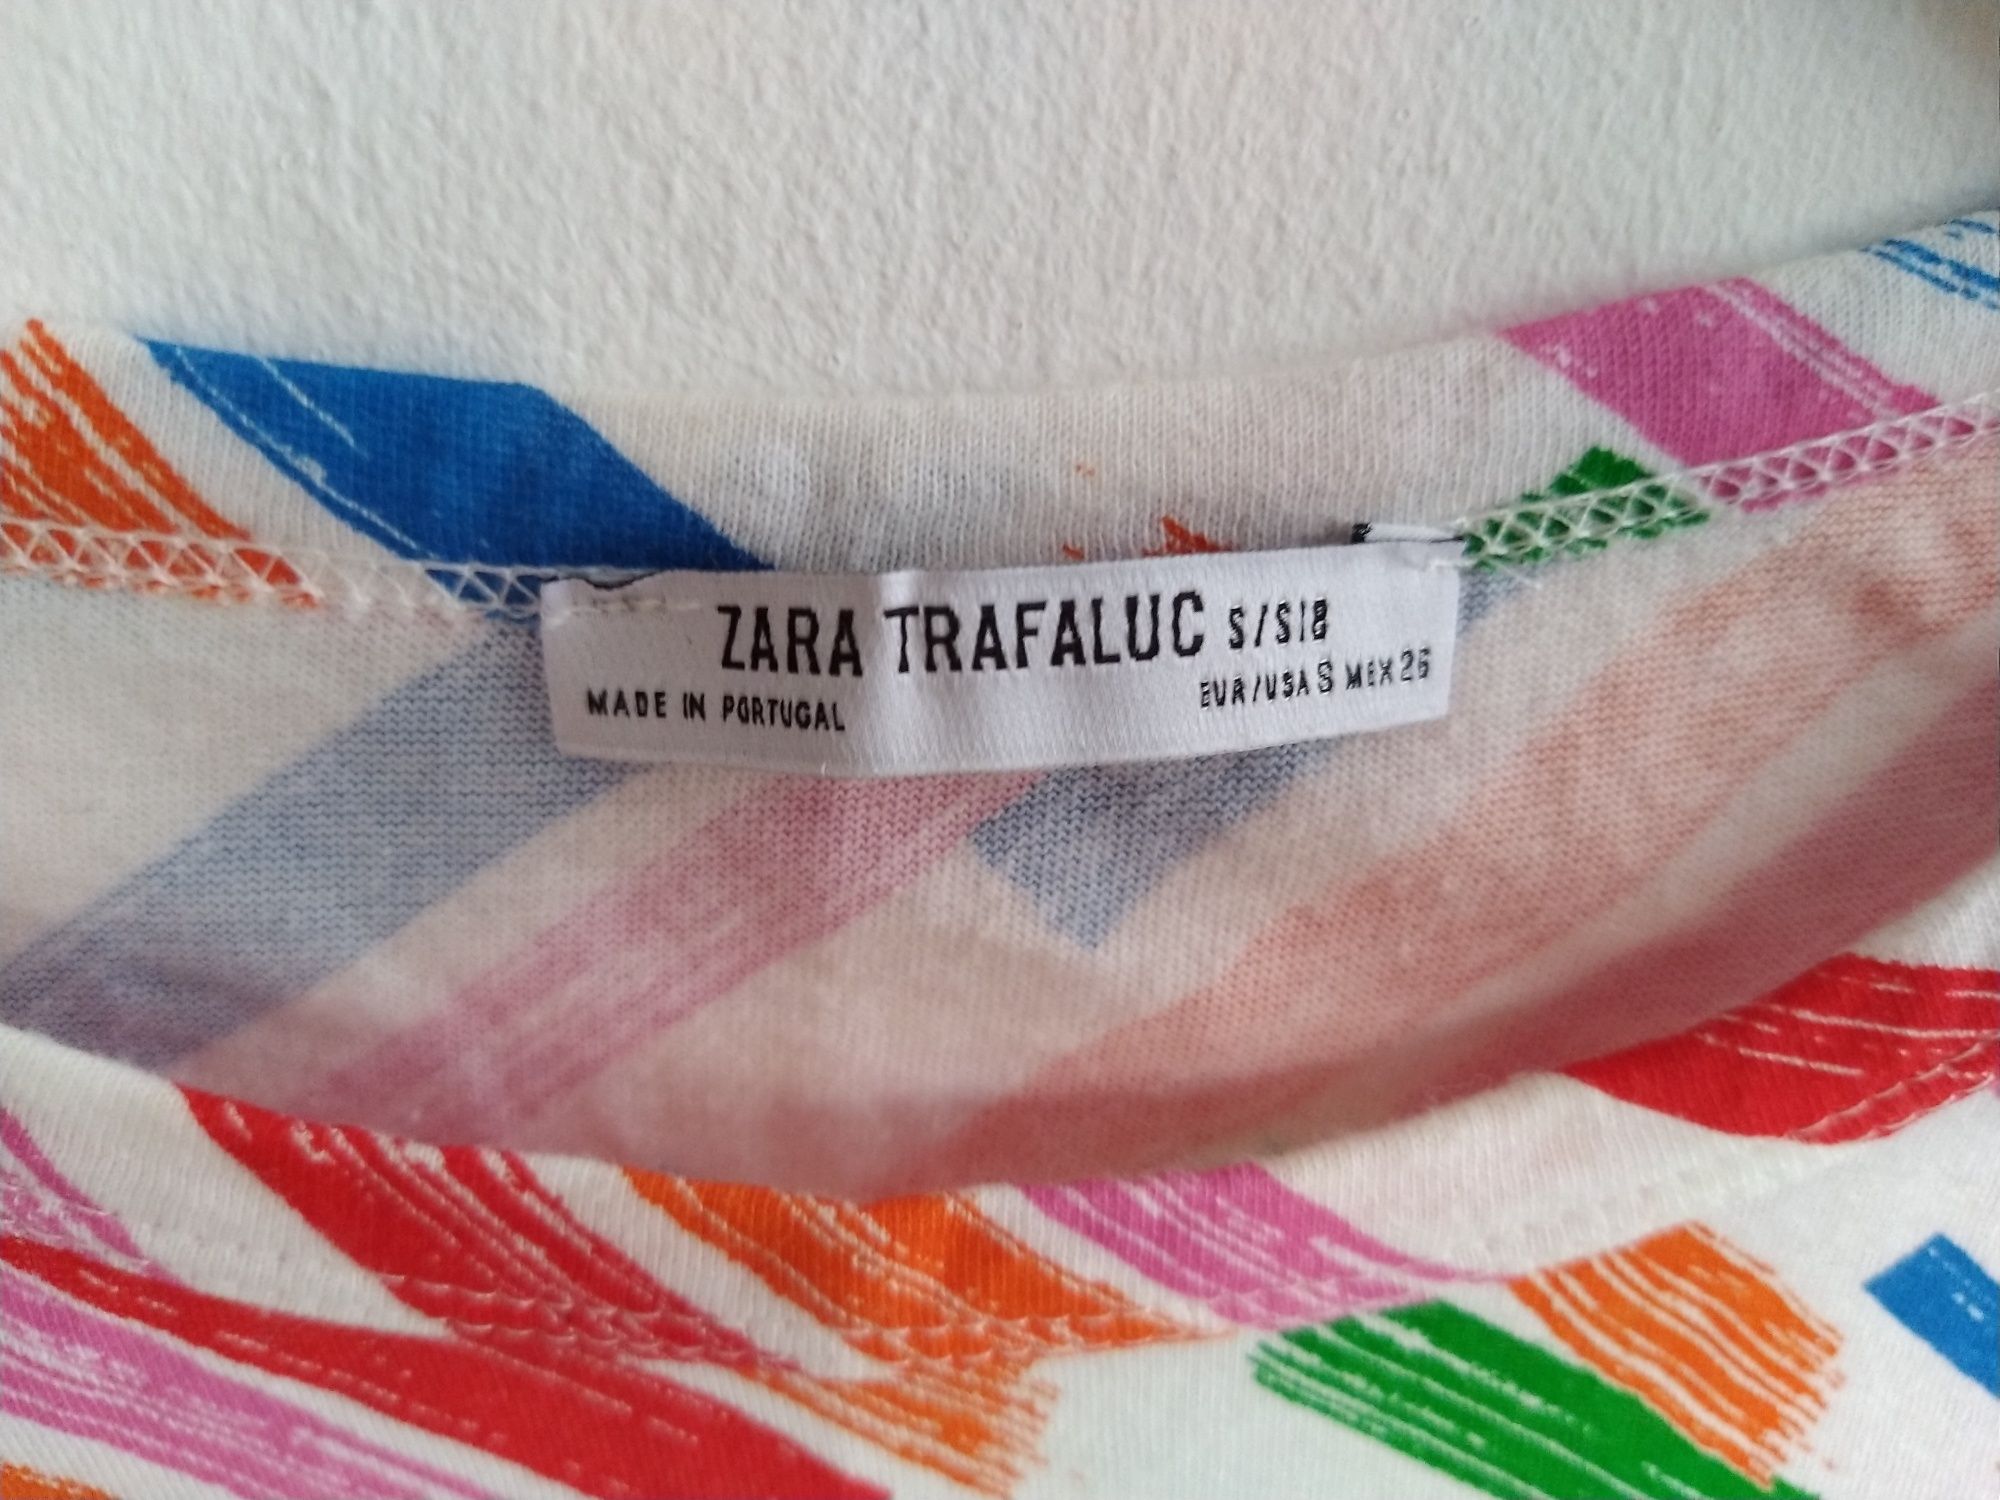 ZARA TRAFALUC S/S18
MADE IN PORTUGAL
EUR/USA S MEX 26